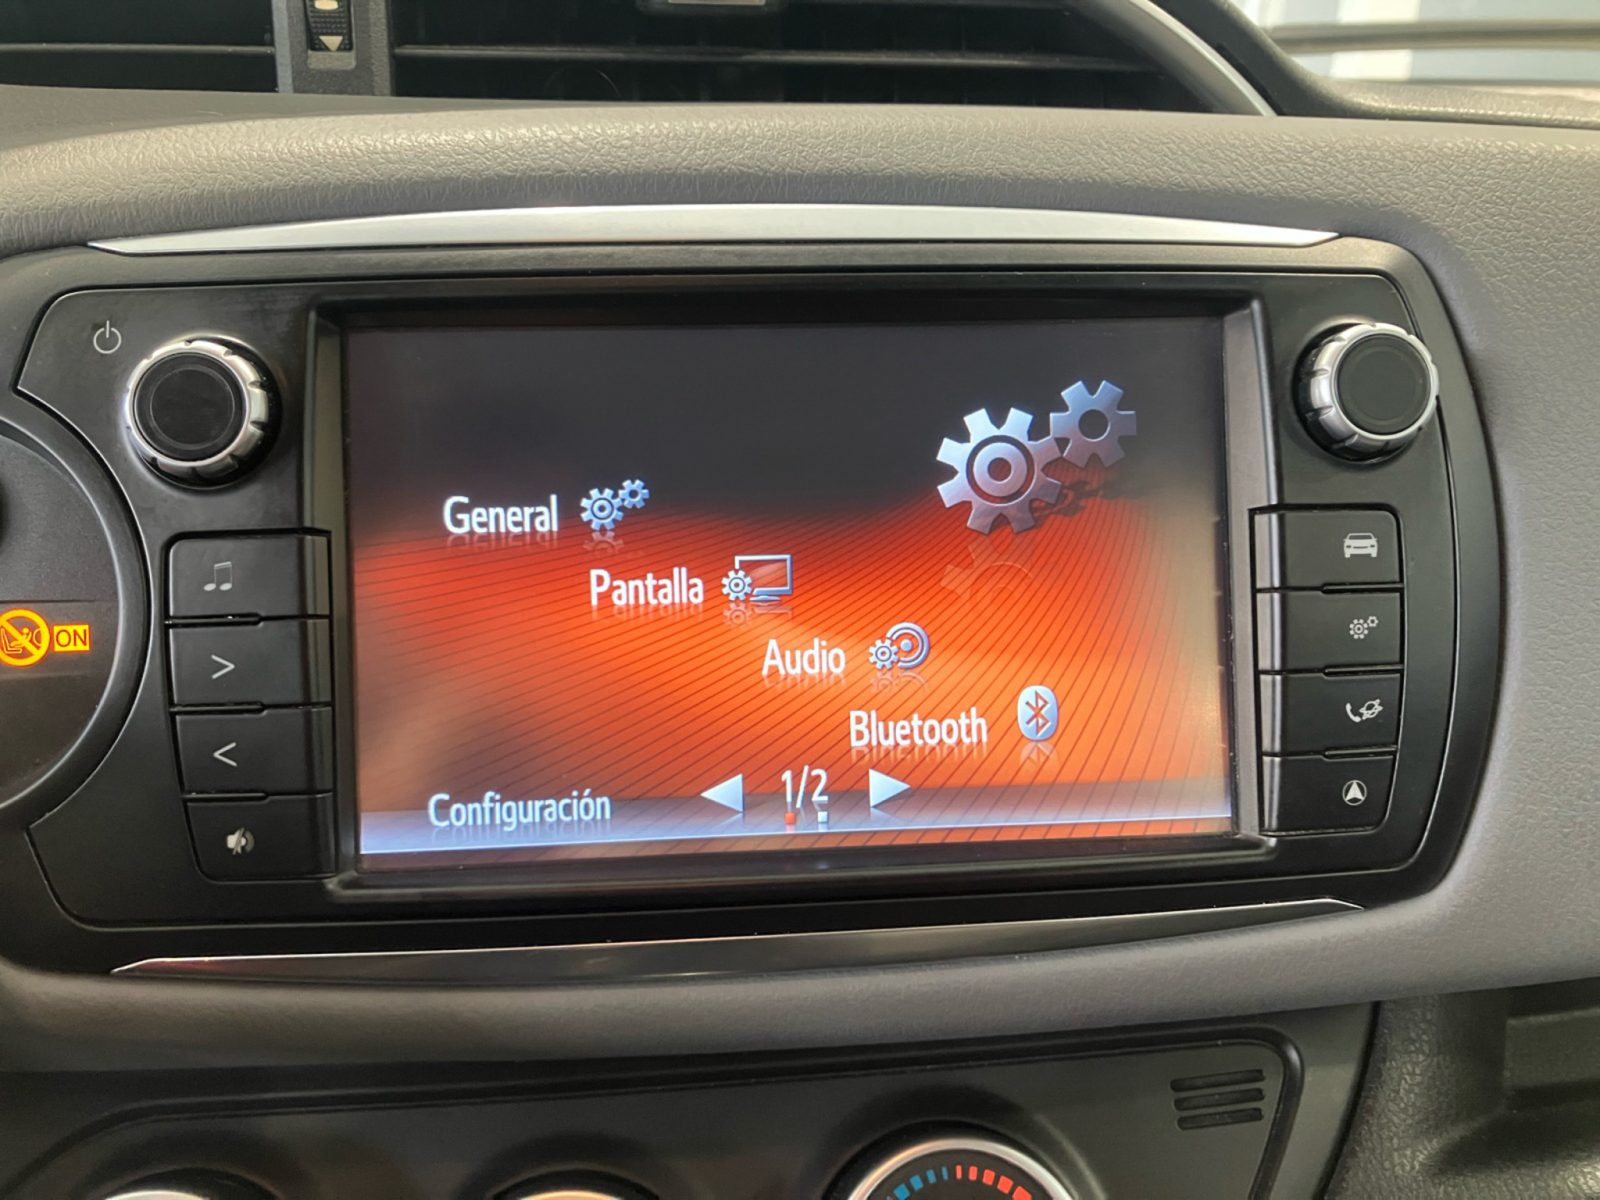 General
Pantalla
Audio
Bluetooth
Configuración
1/2
ON